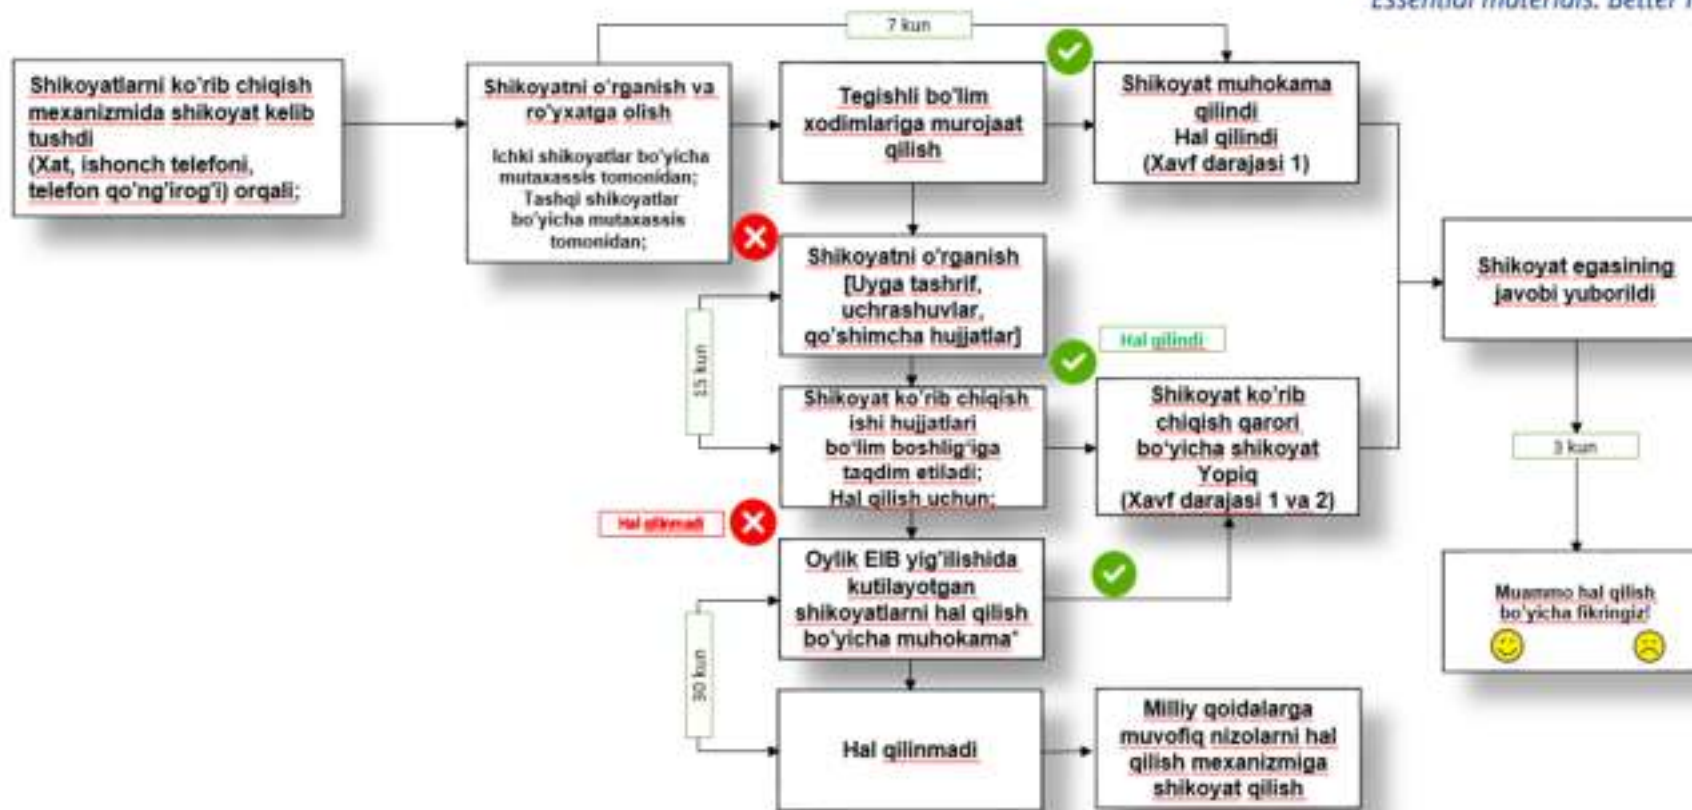 Essential materials. Better
7 kun
Shikoyatlarni ko'rib chiqish
mexanizmida shikoyat kelib
tushdi
(Xat, ishonch telefoni,
telefon qo'ng'irog'i) orqali;
Shikoyatni o'rganish va
ro'yxatga olish
Ichki shikoyatlar bo'yicha
mutaxassis tomonidan;
Tashqi shikoyatlar
bo'yicha mutaxassis
tomonidan;
Tegishli bo'lim
xodimlariga murojaat
qilish
Shikoyat muhokama
qilindi
Hal qilindi
(Xavf darajasi 1)
Shikoyatni o'rganish
[Uyga tashrif,
uchrashuvlar,
qo'shimcha hujjatlar]
15 kun
Hal qilindi
Shikoyat ko'rib chiqish
ishi hujjatlari
bo'lim boshlig'iga
taqdim etiladi;
Hal qilish uchun;
Shikoyat ko'rib
chiqish qarori
bo'yicha shikoyat
Yopiq
(Xavf darajasi 1 va 2)
Shikoyat egasining
javobi yuborildi
3 kun
Hal qilinmadi
Oylik EIB yig'ilishida
kutilayotgan
shikoyatlarni hal qilish
bo'yicha muhokama*
30 kun
Muammo hal qilish
bo'yicha fikringiz!
Hal qilinmadi
Milliy qoidalarga
muvofiq nizolarni hal
qilish mexanizmiga
shikoyat qilish